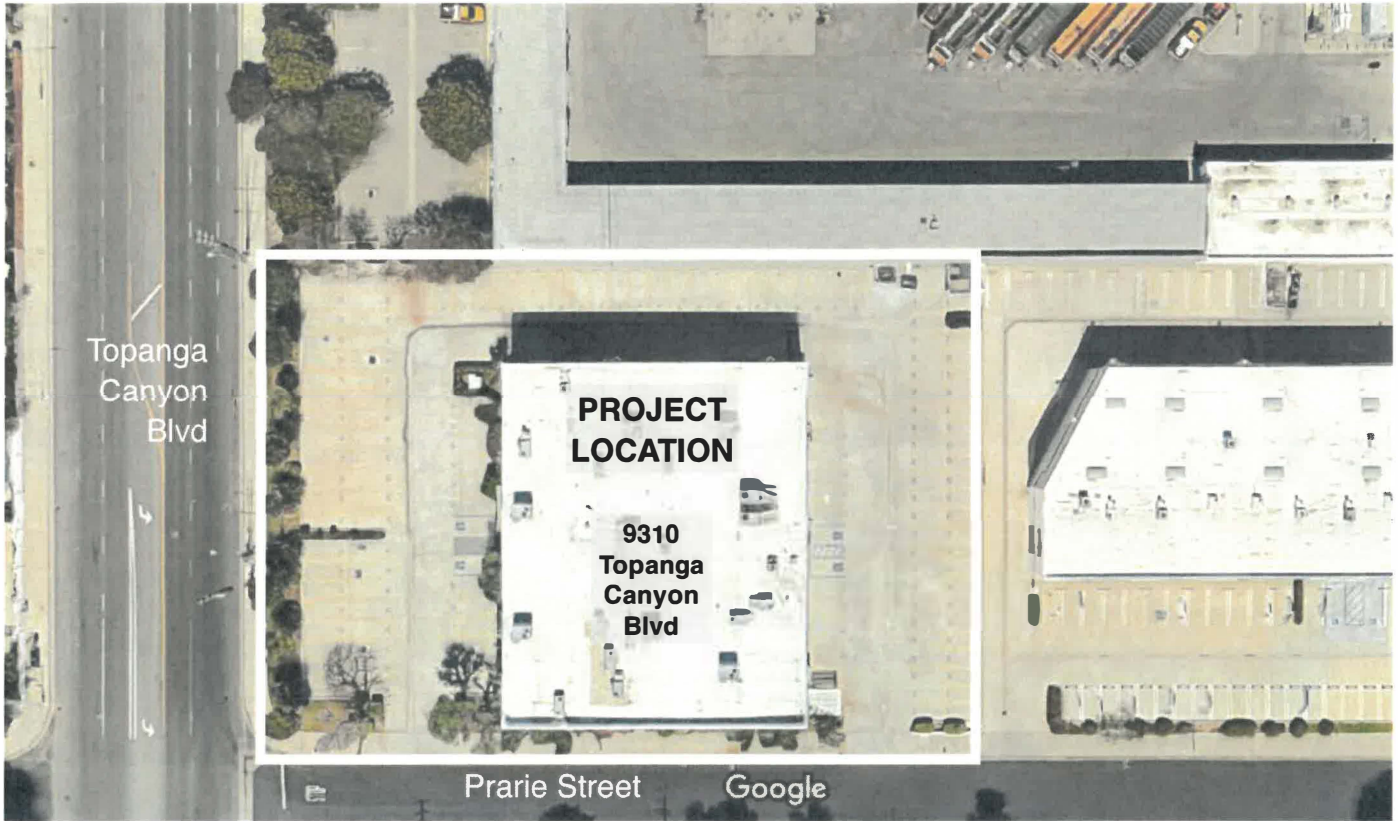 PROJECT
LOCATION
9310
Topanga
Canyon
Blvd
Topanga
Canyon
Blvd
Prarie Street
Google